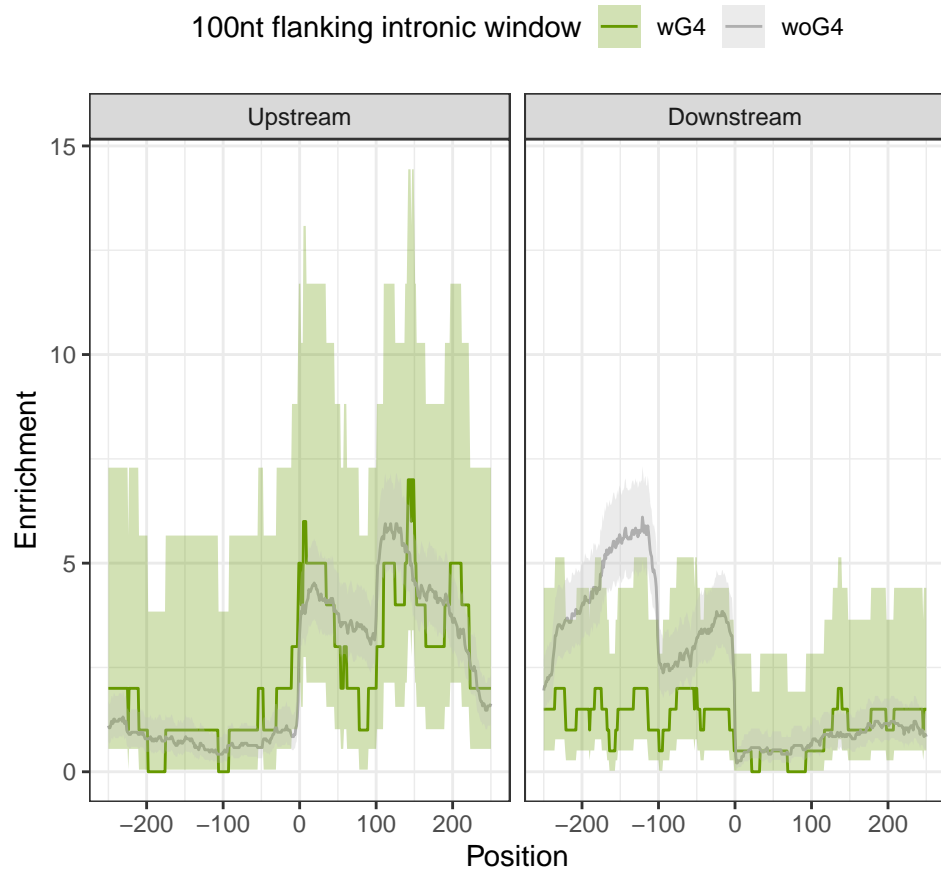 100nt flanking intronic window wG4 woG4
Upstream Downstream
15
10
5
0
Enrrichment
−200 −100 0 100 200 −200 −100 0 100 200
Position